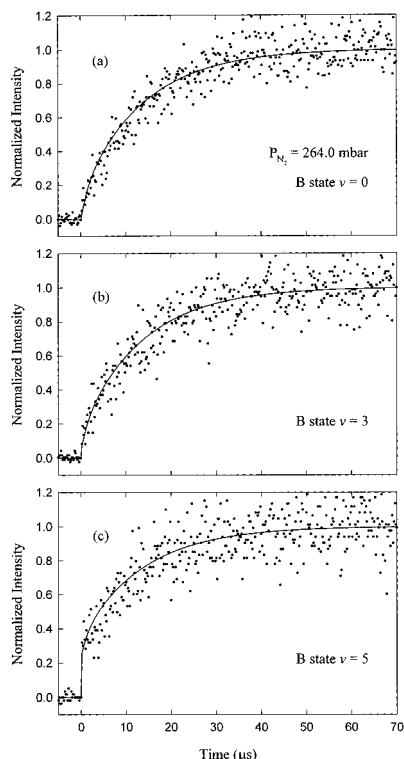 1.2
1.0
0.8
0.6
0.4
0.2
0.0
Normalized Intensity
(a)
P_N₂ = 264.0 mbar
B state v = 0
1.2
1.0
0.8
0.6
0.4
0.2
0.0
Normalized Intensity
(b)
B state v = 3
1.2
1.0
0.8
0.6
0.4
0.2
0.0
Normalized Intensity
(c)
B state v = 5
0 10 20 30 40 50 60 70
Time (μs)